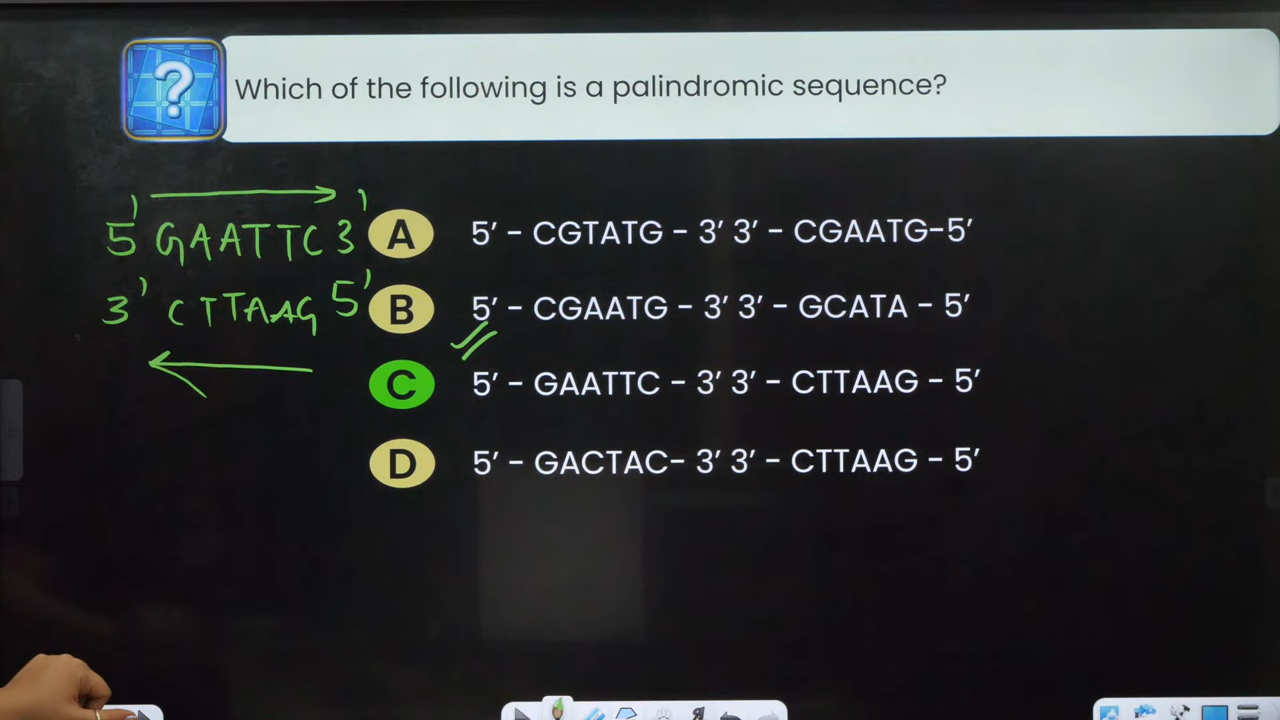 ?
Which of the following is a palindromic sequence?
5' GAATTC 3'
3' CTTAAG 5'
A 5' - CGTATG - 3' 3' - CGAATG-5'
B 5' - CGAATG - 3' 3' - GCATA - 5'
C 5' - GAATTC - 3' 3' - CTTAAG - 5'
D 5' - GACTAC- 3' 3' - CTTAAG - 5'